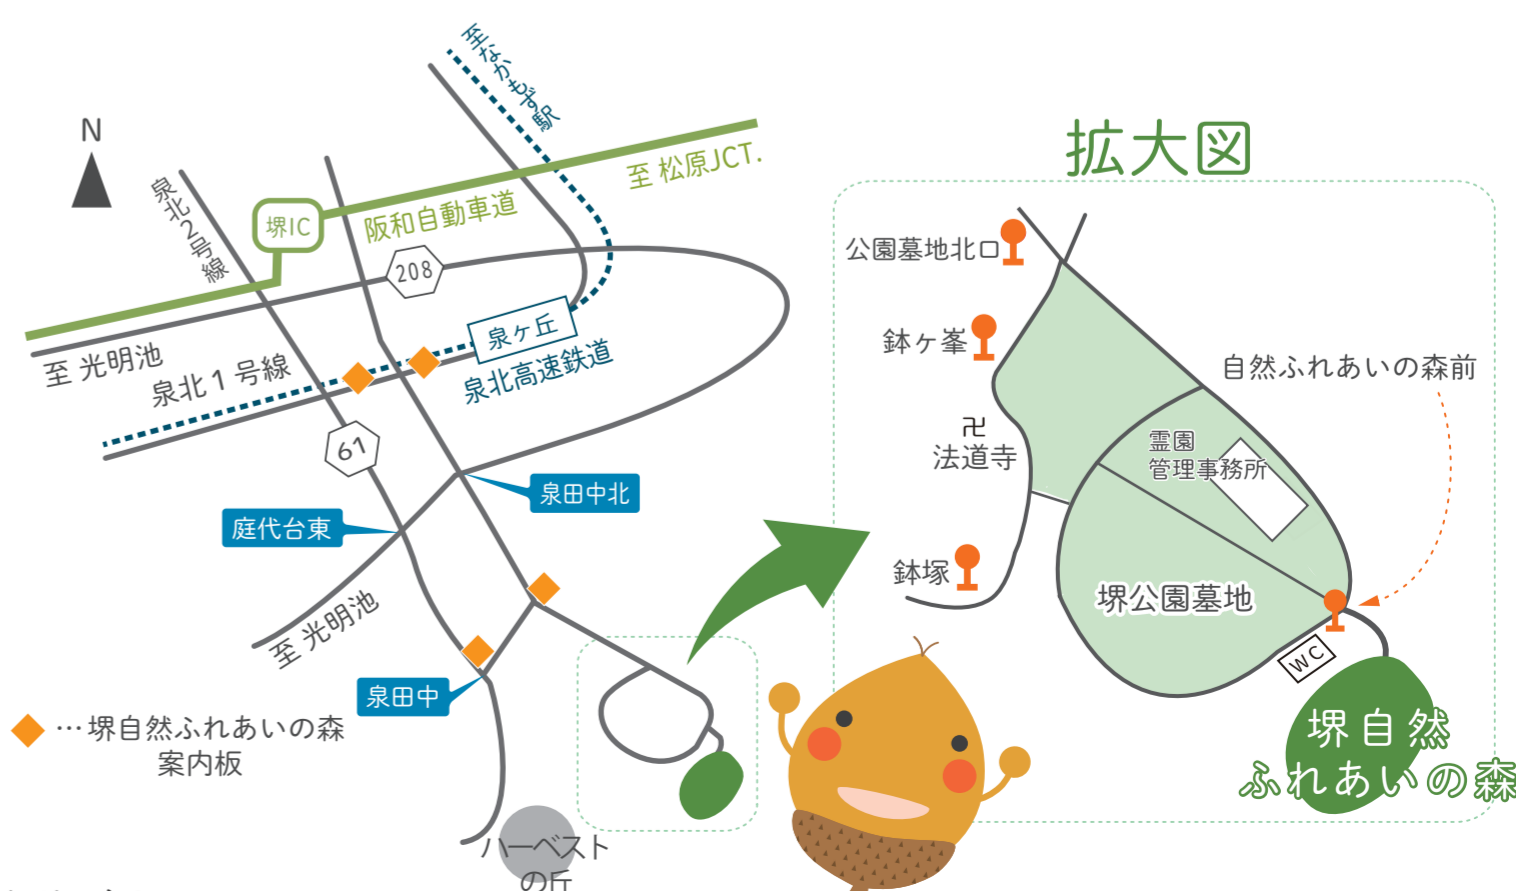 N
至なかもず駅
泉北2号線
堺IC
阪和自動車道
至 松原JCT.
208
至 光明池
泉北1号線
泉ヶ丘
泉北高速鉄道
61
泉田中北
庭代台東
至 光明池
泉田中
…堺自然ふれあいの森
案内板
ハーベスト
の丘
拡大図
公園墓地北口
鉢ヶ峯
自然ふれあいの森前
卍
法道寺
霊園
管理事務所
鉢塚
堺公園墓地
WC
堺自然
ふれあいの森